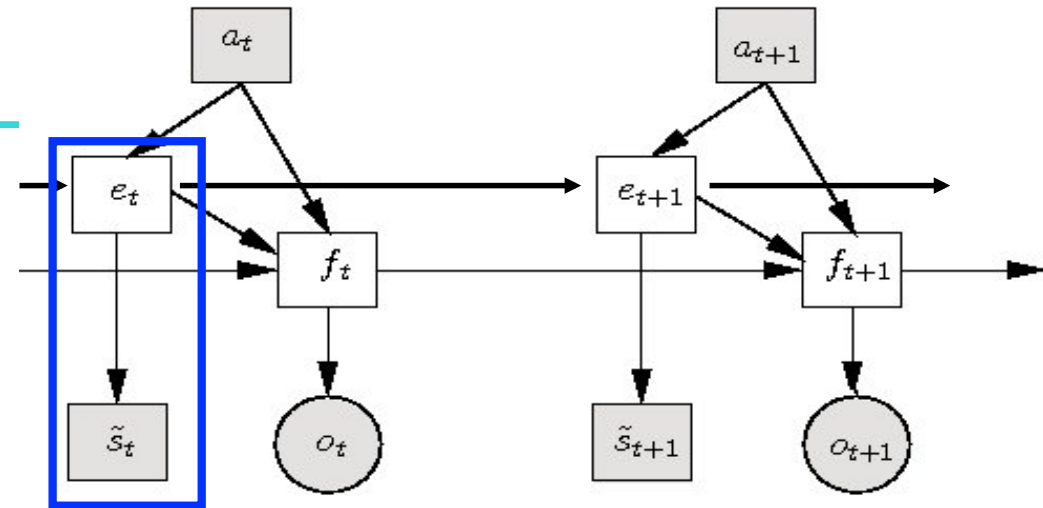 a_t
a_{t+1}
e_t
e_{t+1}
f_t
f_{t+1}
s̃_t
o_t
s̃_{t+1}
o_{t+1}